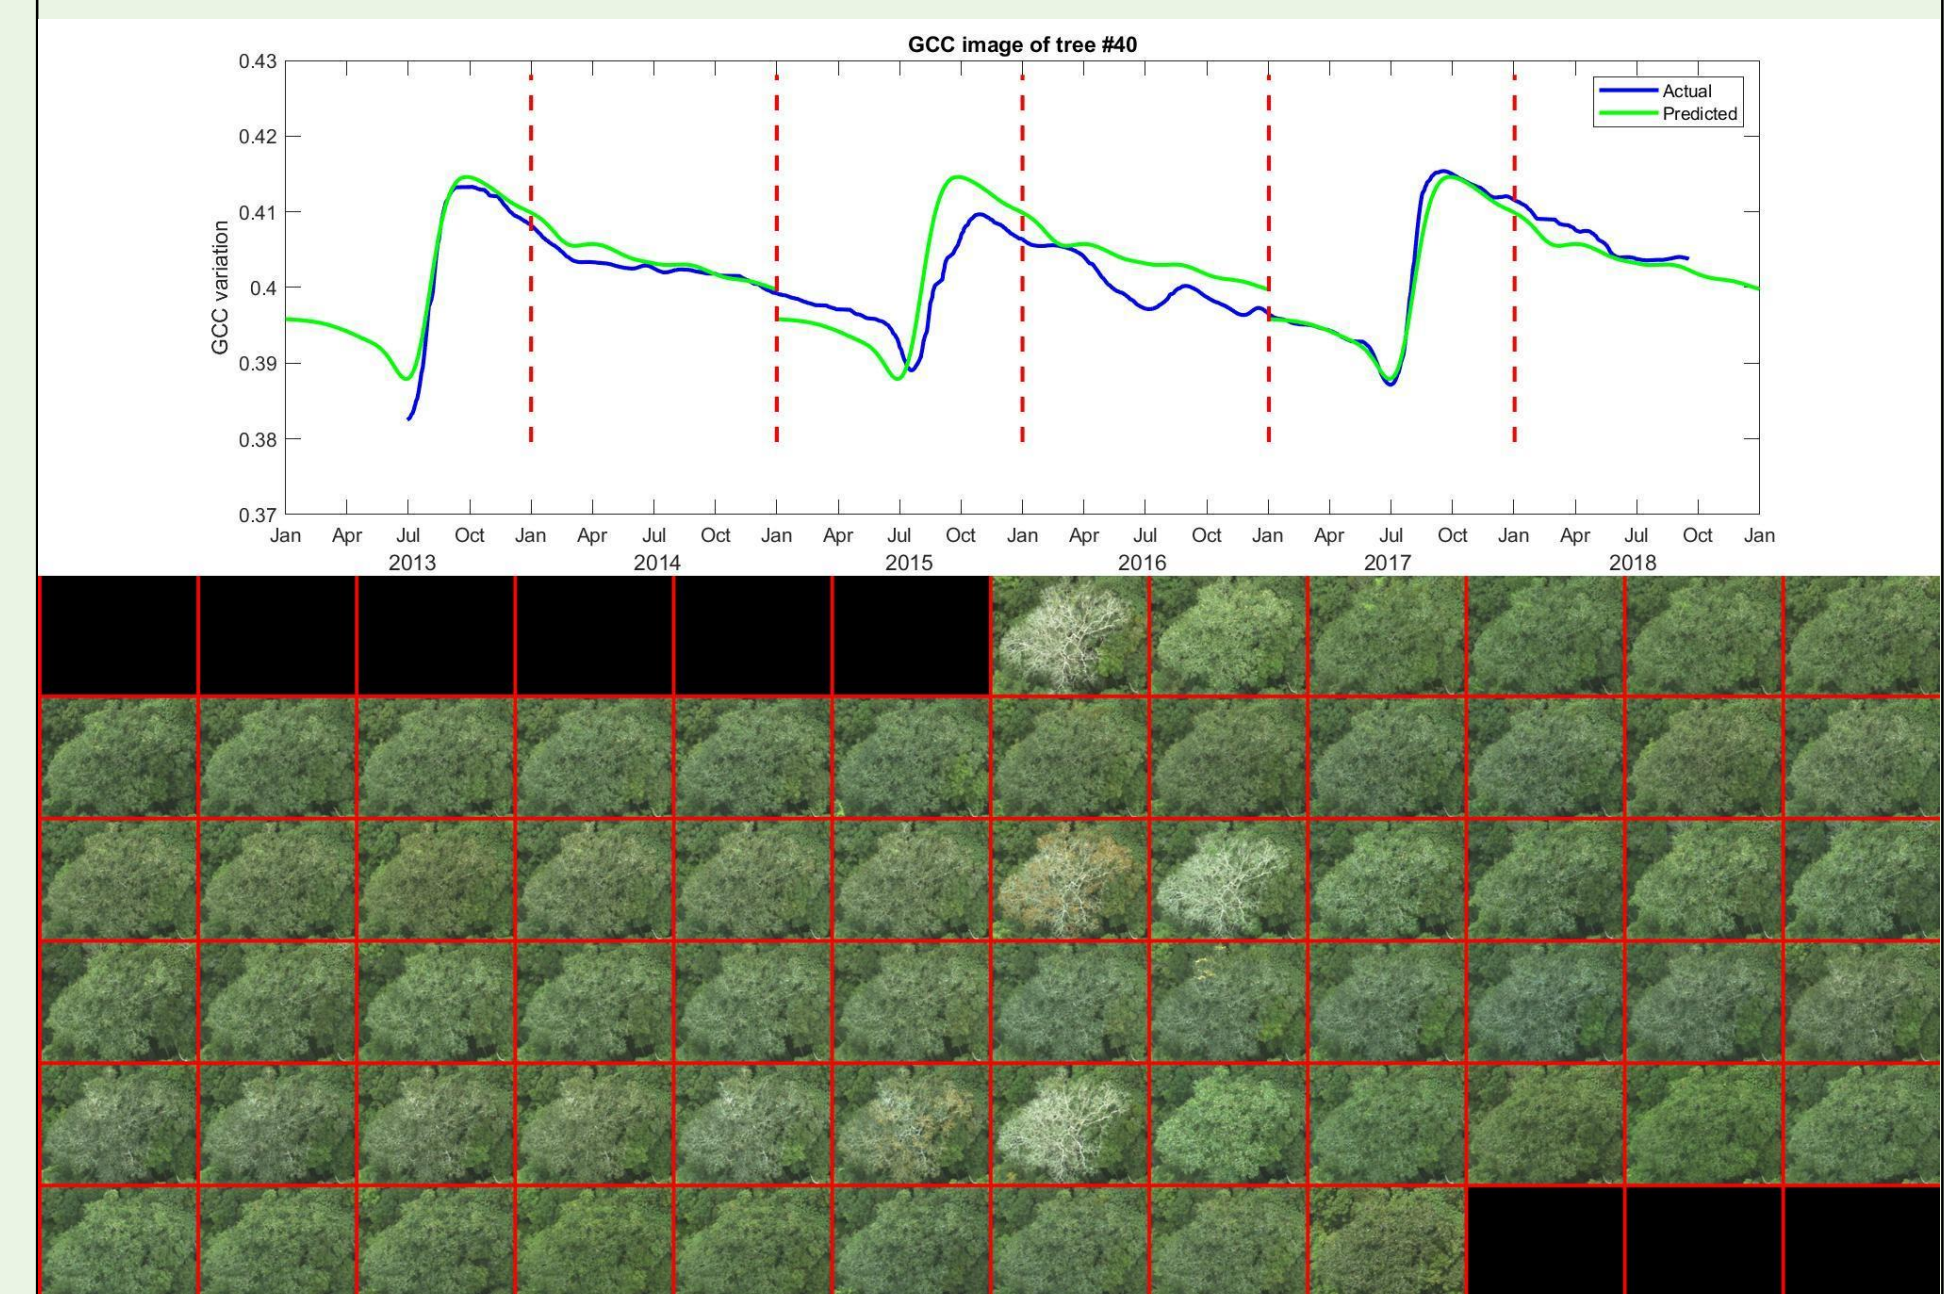 GCC image of tree #40
0.43
0.42
0.41
0.4
0.39
0.38
0.37
GCC variation
Actual
Predicted
Jan Apr Jul Oct Jan Apr Jul Oct Jan Apr Jul Oct Jan Apr Jul Oct Jan Apr Jul Oct Jan Apr Jul Oct Jan
2013 2014 2015 2016 2017 2018